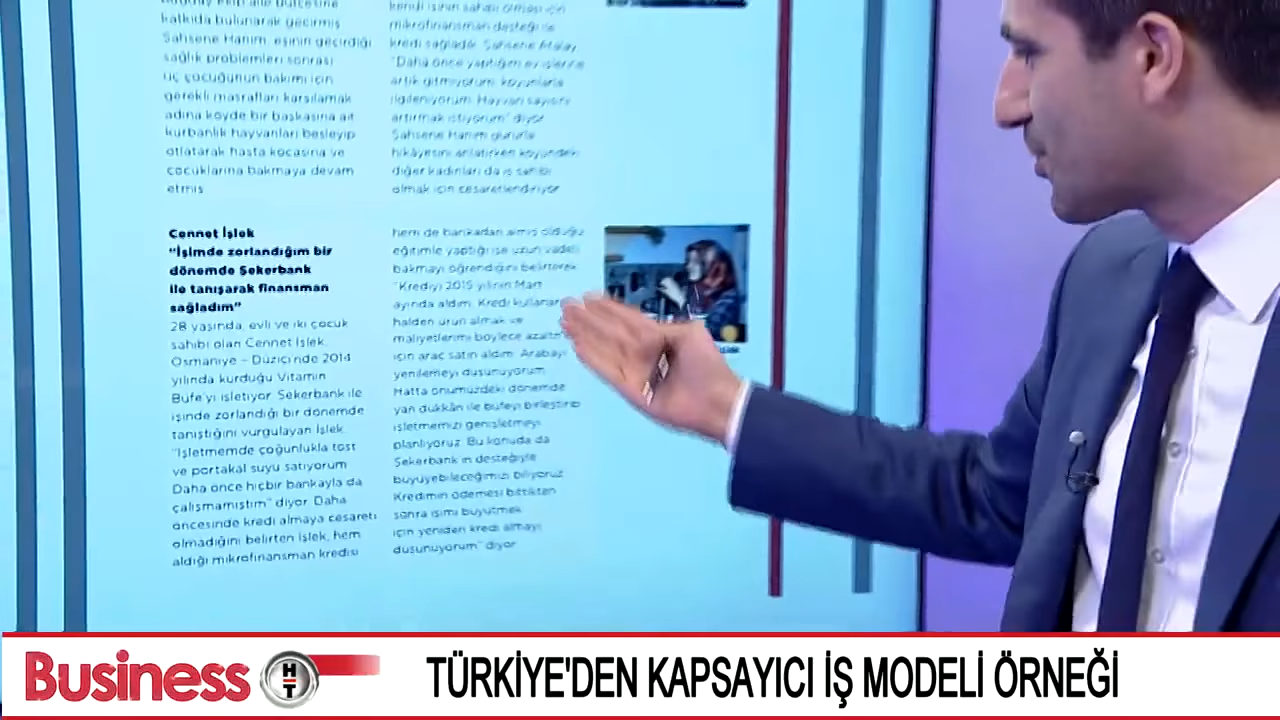 katkıda bulunarak geçirmiş
Şahsene Hanım, eşinin geçirdiği
sağlık problemleri sonrası
üç çocuğunun bakımı için
gerekli masrafları karşılamak
adına köyde bir başkasına ait
kurbanlık hayvanları besleyip
otlatarak hasta kocasına ve
çocuklarına bakmaya devam
etmiş
kendi işinin sahibi olması için
mikrofinansman desteği ile
kredi sağladık. Şahsene Malay
"Daha önce yaptığım ev işlerine
artık gitmiyorum, koyunlarla
ilgileniyorum. Hayvan sayısını
artırmak istiyorum" diyor
Şahsene Hanım gururla
hikâyesini anlatırken köyündeki
diğer kadınları da iş sahibi
olmak için cesaretlendiriyor
Cennet İşlek
"İşimde zorlandığım bir
dönemde Şekerbank
ile tanışarak finansman
sağladım"
28 yaşında, evli ve iki çocuk
sahibi olan Cennet İşlek,
Osmaniye – Düziçi'nde 2014
yılında kurduğu Vitamin
Büfe'yi işletiyor. Şekerbank ile
işinde zorlandığı bir dönemde
tanıştığını vurgulayan İşlek,
"İşletmemde çoğunlukla tost
ve portakal suyu satıyorum
Daha önce hiçbir bankayla da
çalışmamıştım" diyor. Daha
öncesinde kredi almaya cesareti
olmadığını belirten İşlek, hem
aldığı mikrofinansman kredisi
hem de bankadan almış olduğu
eğitimle yaptığı işe uzun vadeli
bakmayı öğrendiğini belirterek
"Krediyi 2015 yılının Mart
ayında aldım. Kredi kullanarak
halden ürün almak ve
maliyetlerimi böylece azaltmak
için araç satın aldım. Arabayı
yenilemeyi düşünüyorum
Hatta önümüzdeki dönemde
yan dükkân ile büfeyi birleştirip
işletmemizi genişletmeyi
planlıyoruz. Bu konuda da
Şekerbank'ın desteğiyle
büyüyebileceğimizi biliyoruz
Kredimin ödemesi bittikten
sonra işimi büyütmek
için yeniden kredi almayı
düşünüyorum" diyor
Business HT
TÜRKİYE'DEN KAPSAYICI İŞ MODELİ ÖRNEĞİ